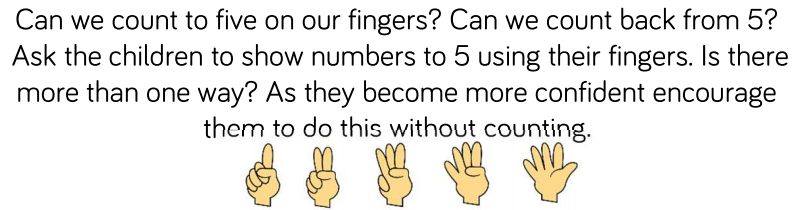 Can we count to five on our fingers? Can we count back from 5?
Ask the children to show numbers to 5 using their fingers. Is there
more than one way? As they become more confident encourage
them to do this without counting.